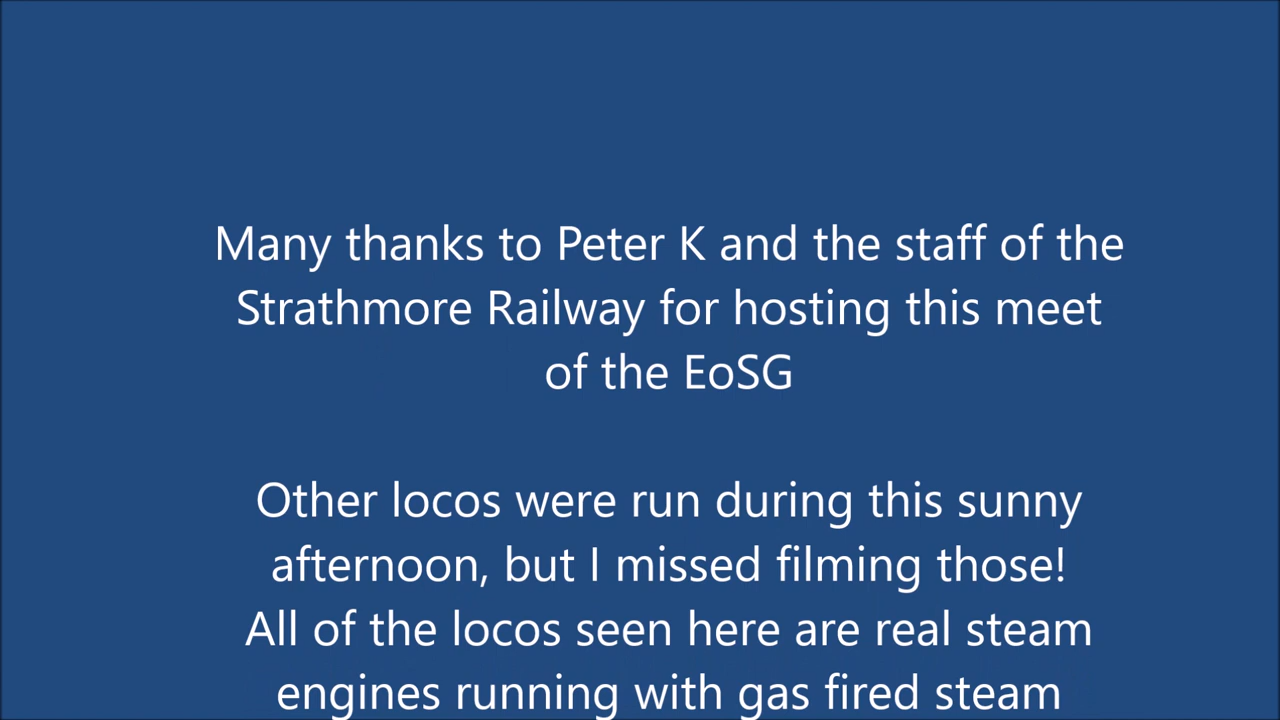 Many thanks to Peter K and the staff of the
Strathmore Railway for hosting this meet
of the EoSG
Other locos were run during this sunny
afternoon, but I missed filming those!
All of the locos seen here are real steam
engines running with gas fired steam